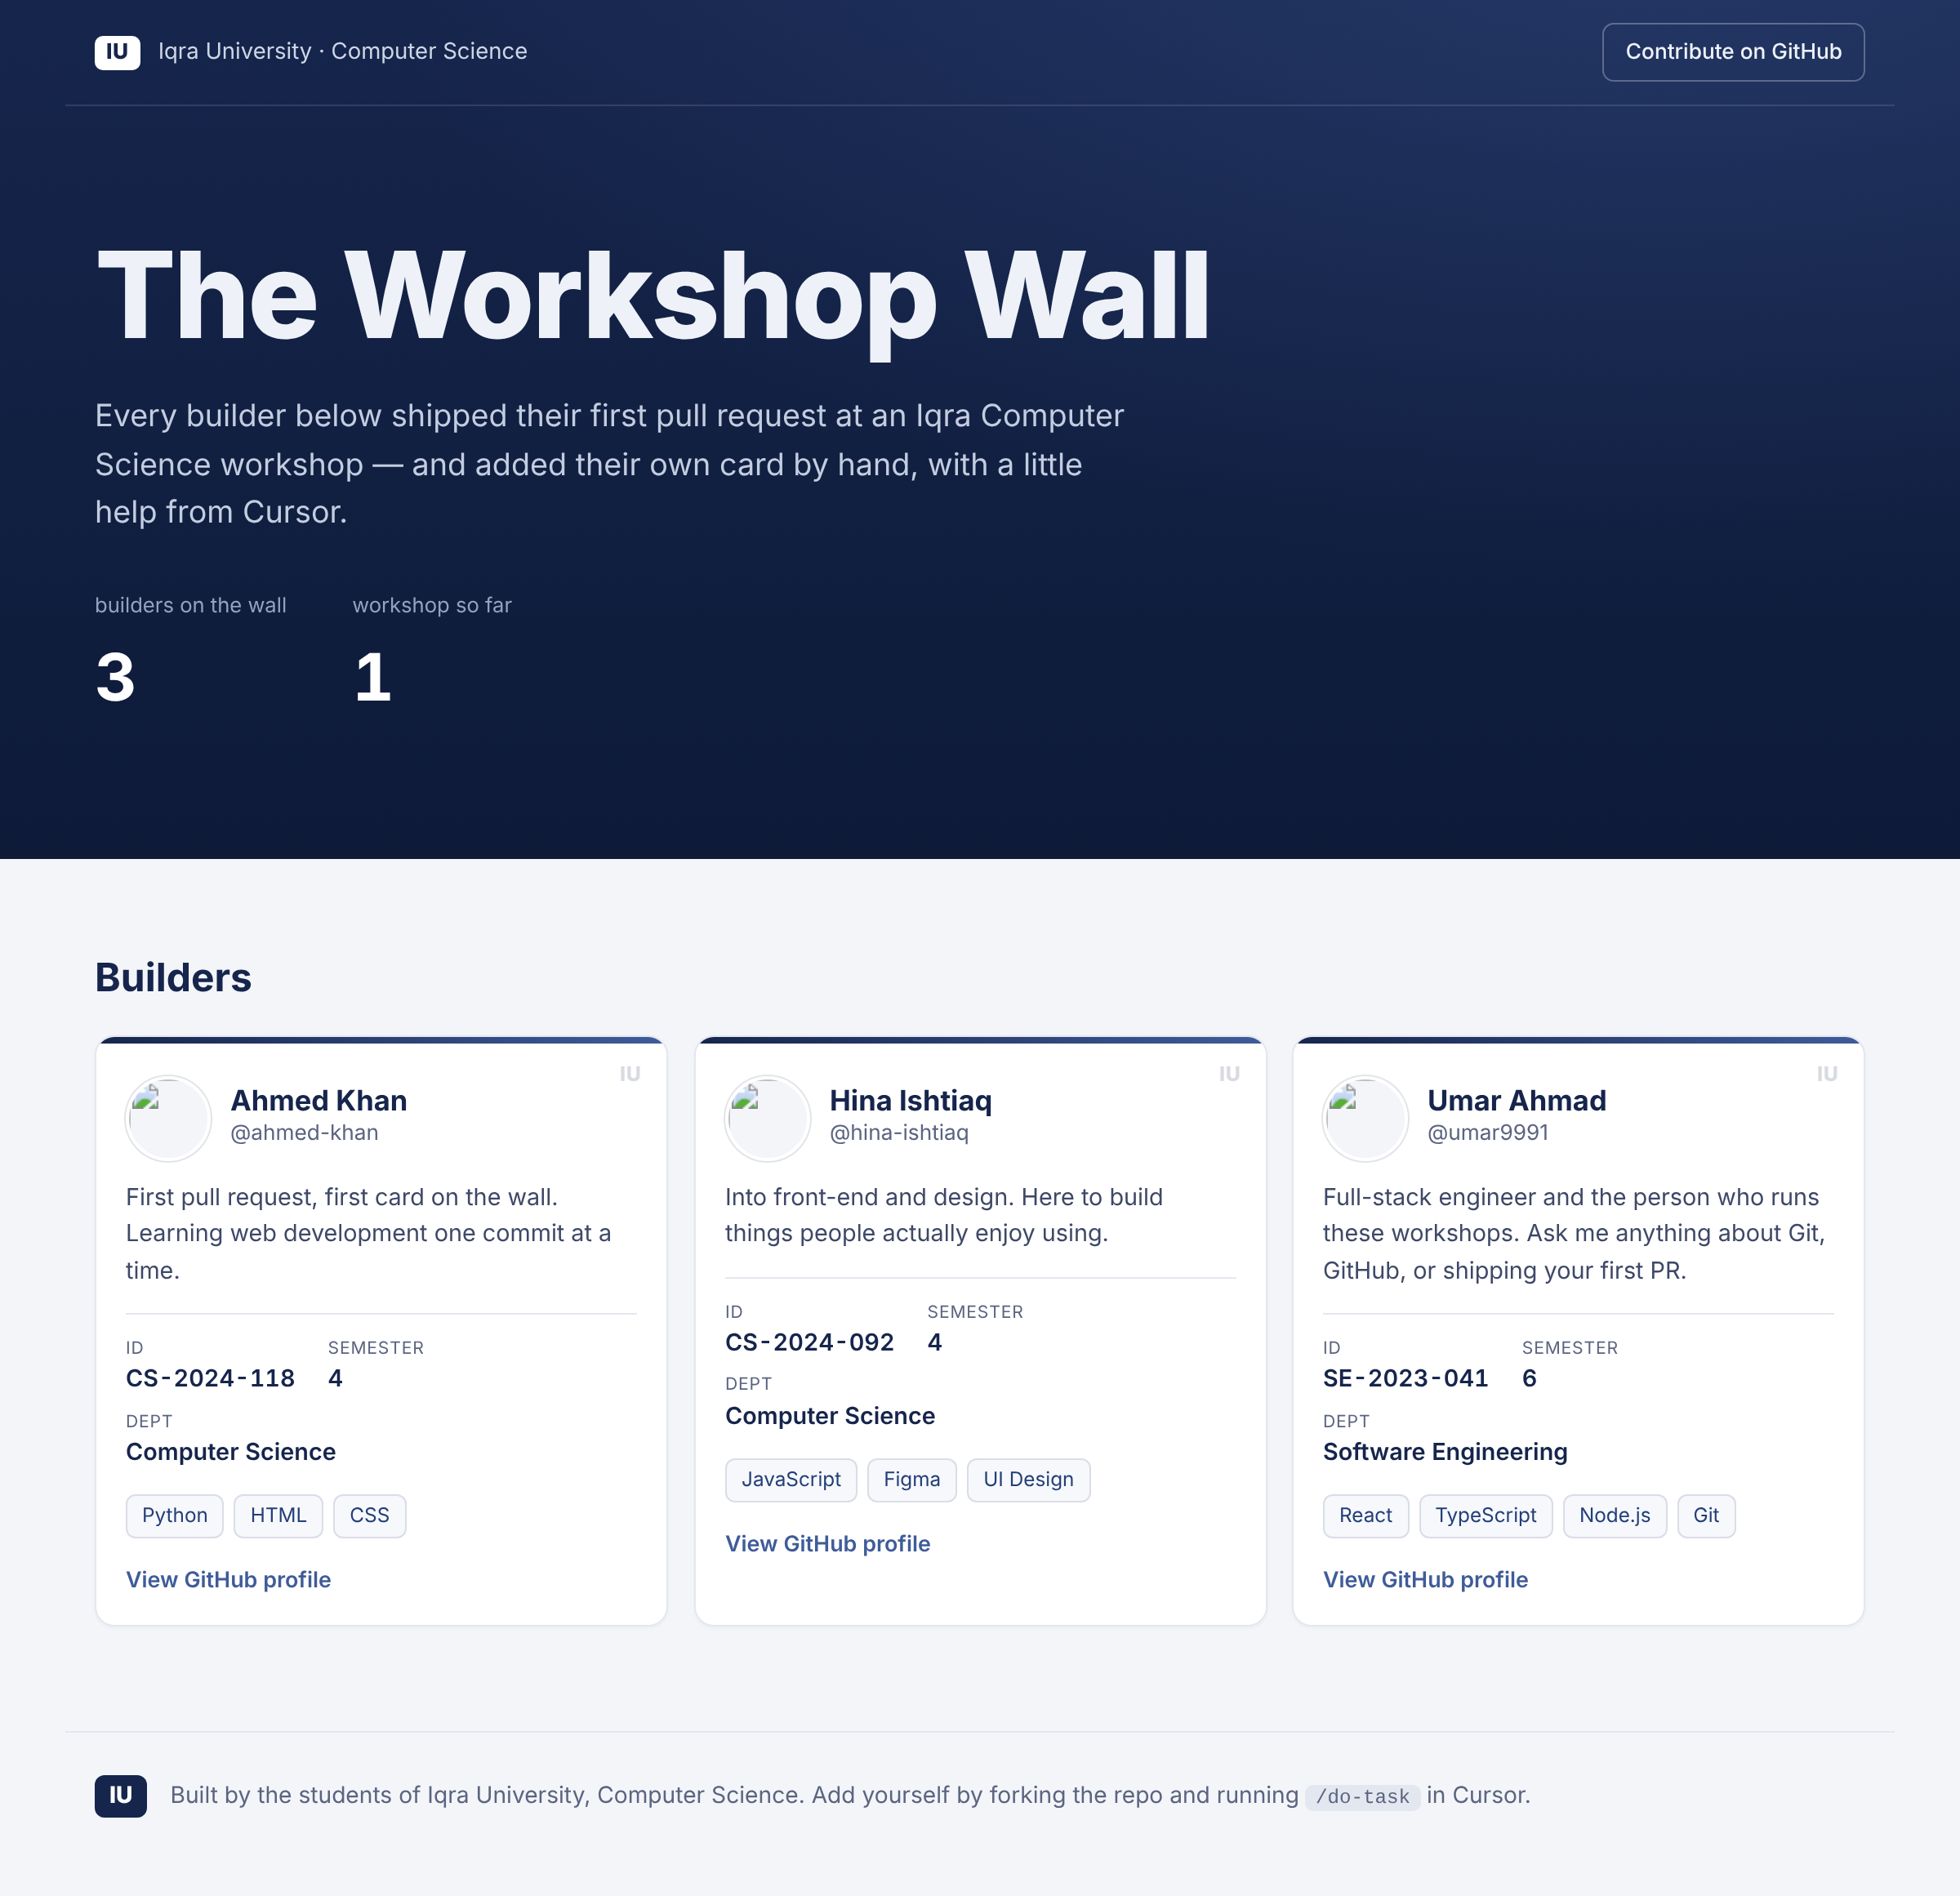 IU
Iqra University · Computer Science
Contribute on GitHub
The Workshop Wall
Every builder below shipped their first pull request at an Iqra Computer
Science workshop — and added their own card by hand, with a little
help from Cursor.
builders on the wall
3
workshop so far
1
Builders
IU
Ahmed Khan
@ahmed-khan
First pull request, first card on the wall.
Learning web development one commit at a
time.
ID
CS-2024-118
SEMESTER
4
DEPT
Computer Science
Python
HTML
CSS
View GitHub profile
IU
Hina Ishtiaq
@hina-ishtiaq
Into front-end and design. Here to build
things people actually enjoy using.
ID
CS-2024-092
SEMESTER
4
DEPT
Computer Science
JavaScript
Figma
UI Design
View GitHub profile
IU
Umar Ahmad
@umar9991
Full-stack engineer and the person who runs
these workshops. Ask me anything about Git,
GitHub, or shipping your first PR.
ID
SE-2023-041
SEMESTER
6
DEPT
Software Engineering
React
TypeScript
Node.js
Git
View GitHub profile
IU
Built by the students of Iqra University, Computer Science. Add yourself by forking the repo and running /do-task in Cursor.